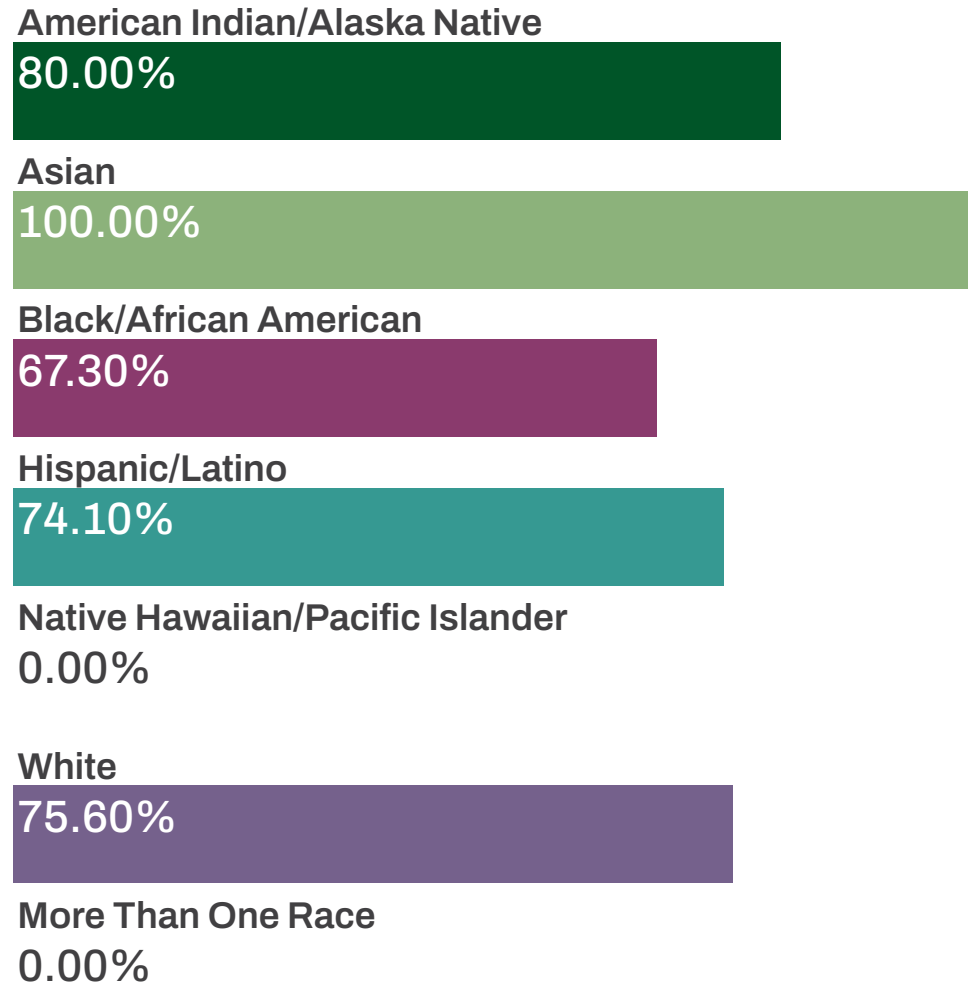 American Indian/Alaska Native
80.00%
Asian
100.00%
Black/African American
67.30%
Hispanic/Latino
74.10%
Native Hawaiian/Pacific Islander
0.00%
White
75.60%
More Than One Race
0.00%